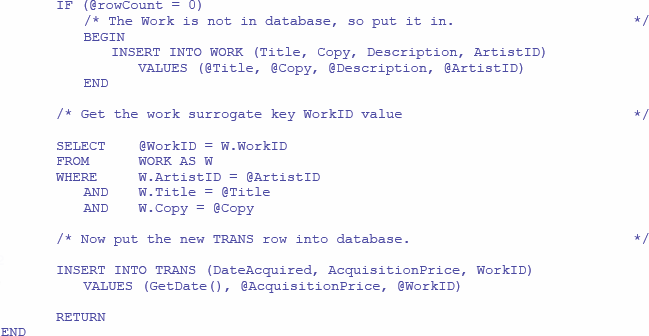 IF (@rowCount = 0)
/* The Work is not in database, so put it in. */
BEGIN
INSERT INTO WORK (Title, Copy, Description, ArtistID)
VALUES (@Title, @Copy, @Description, @ArtistID)
END
/* Get the work surrogate key WorkID value */
SELECT @WorkID = W.WorkID
FROM WORK AS W
WHERE W.ArtistID = @ArtistID
AND W.Title = @Title
AND W.Copy = @Copy
/* Now put the new TRANS row into database. */
INSERT INTO TRANS (DateAcquired, AcquisitionPrice, WorkID)
VALUES (GetDate(), @AcquisitionPrice, @WorkID)
RETURN
END